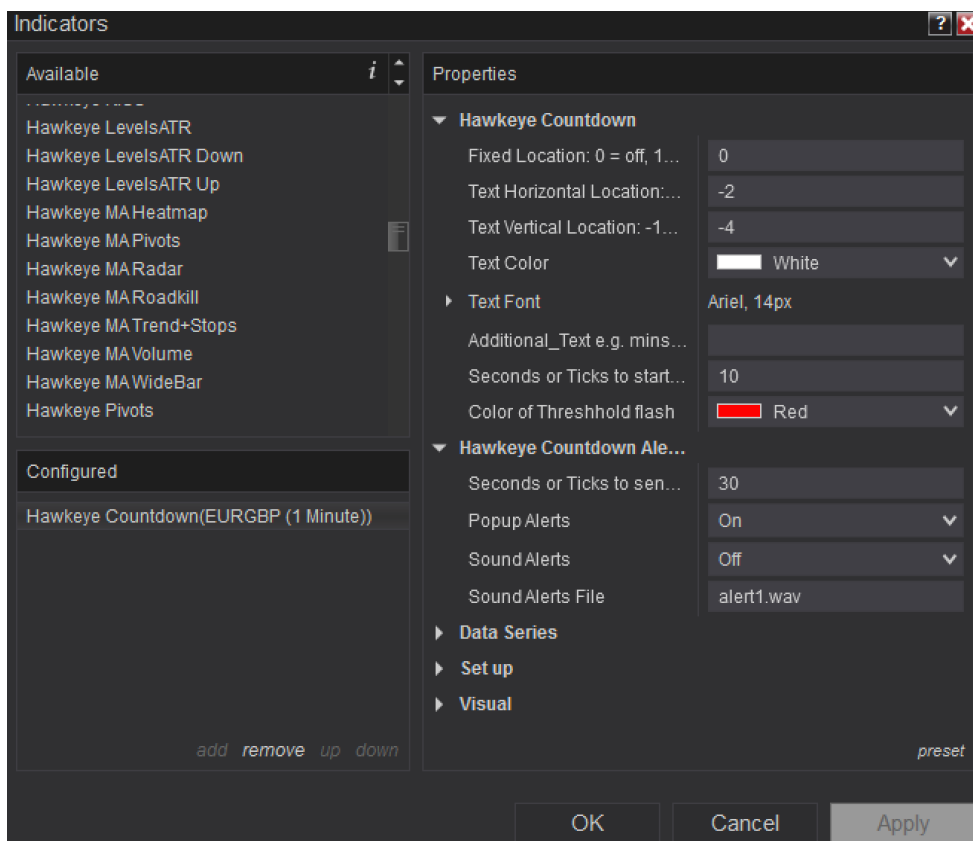 Indicators
?
Available
i
Hawkeye LevelsATR
Hawkeye LevelsATR Down
Hawkeye LevelsATR Up
Hawkeye MA Heatmap
Hawkeye MA Pivots
Hawkeye MA Radar
Hawkeye MA Roadkill
Hawkeye MA Trend+Stops
Hawkeye MA Volume
Hawkeye MA WideBar
Hawkeye Pivots
Configured
Hawkeye Countdown(EURGBP (1 Minute))
add remove up down
Properties
Hawkeye Countdown
Fixed Location: 0 = off, 1... 0
Text Horizontal Location:... -2
Text Vertical Location: -1... -4
Text Color White
Text Font Ariel, 14px
Additional_Text e.g. mins...
Seconds or Ticks to start... 10
Color of Threshhold flash Red
Hawkeye Countdown Ale...
Seconds or Ticks to sen... 30
Popup Alerts On
Sound Alerts Off
Sound Alerts File alert1.wav
Data Series
Set up
Visual
preset
OK Cancel Apply